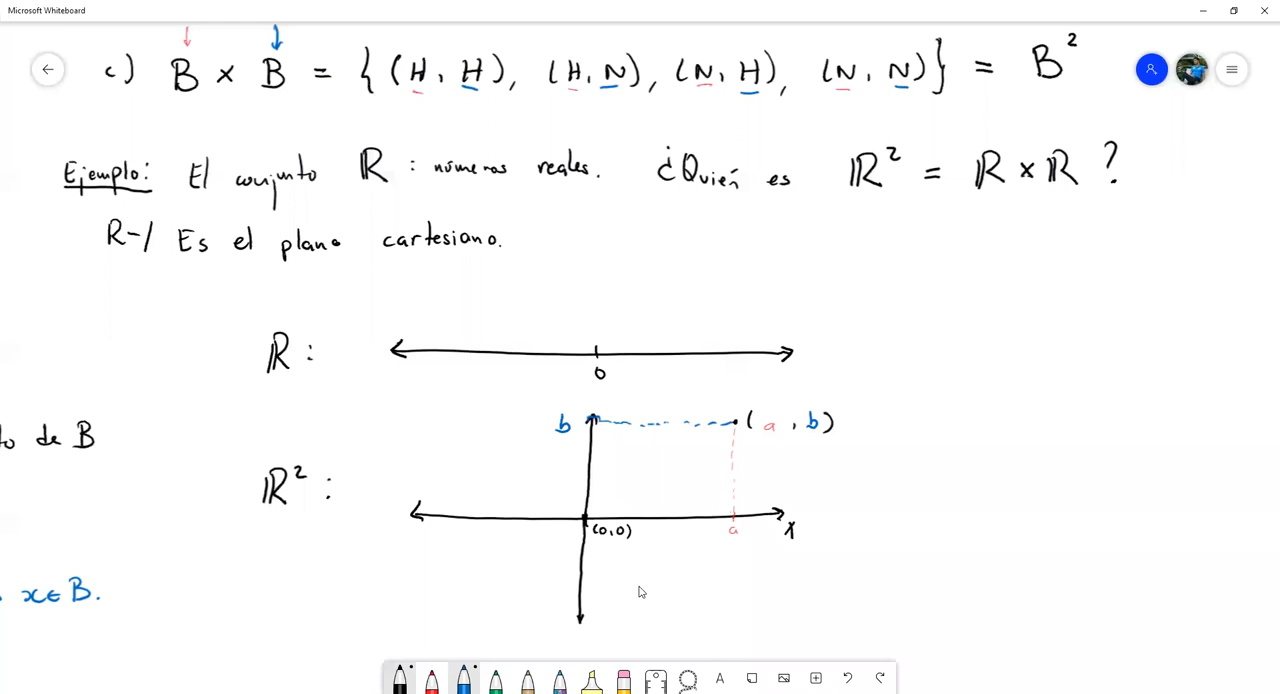 Microsoft Whiteboard
c.) B × B = {(H, H), (H, N), (N, H), (N, N)} = B²
Ejemplo: El conjunto ℝ : números reales. ¿Quién es ℝ² = ℝ × ℝ ?
R-/ Es el plano cartesiano.
ℝ :
0
b (a, b)
to de B
ℝ² :
(0,0) a x
x ∈ B.
A